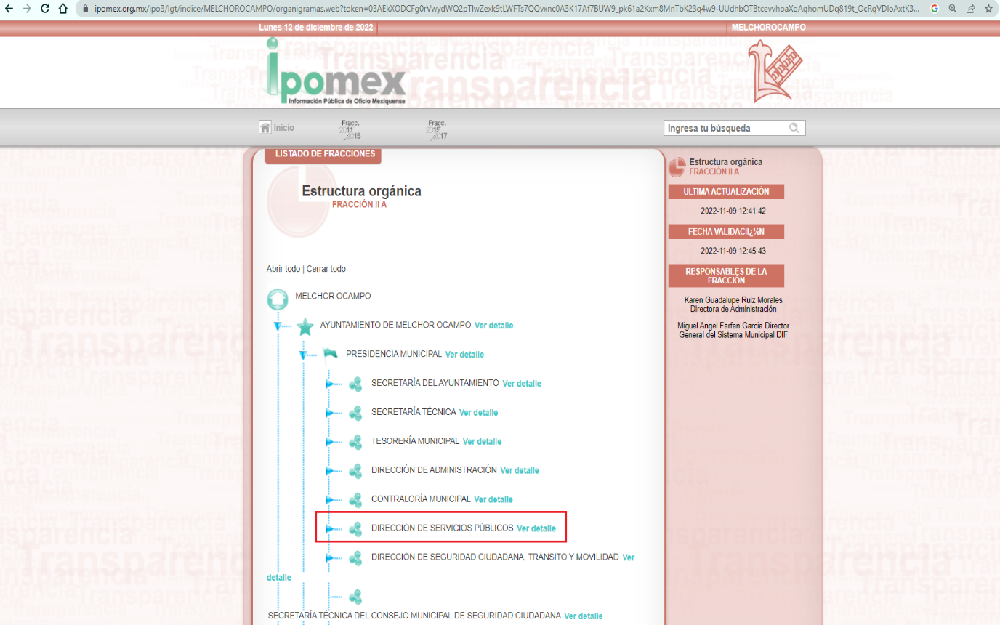 ipomex.org.mx/ipo3/lgt/indice/MELCHOROCAMPO/organigramas.web?token=03AEkXODCFg0rVwydWQ2pTIwZexk9tLWFTs7QQvxnc0A3K17Af7BUW9_pk61a2Kxm8MnTbK23q4w9-UUdhbOTBtcevvhoaXqAqhomUDq819t_OcRqVDIoAxtK3...
Lunes 12 de diciembre de 2022
MELCHOROCAMPO
Transparencia
ipomex
Información Pública de Oficio Mexiquense
Inicio
Fracc.
2011
2015
Fracc.
2015
2017
Ingresa tu búsqueda
LISTADO DE FRACCIONES
Estructura orgánica
FRACCIÓN II A
Abrir todo | Cerrar todo
MELCHOR OCAMPO
AYUNTAMIENTO DE MELCHOR OCAMPO Ver detalle
PRESIDENCIA MUNICIPAL Ver detalle
SECRETARÍA DEL AYUNTAMIENTO Ver detalle
SECRETARÍA TÉCNICA Ver detalle
TESORERÍA MUNICIPAL Ver detalle
DIRECCIÓN DE ADMINISTRACIÓN Ver detalle
CONTRALORÍA MUNICIPAL Ver detalle
DIRECCIÓN DE SERVICIOS PÚBLICOS Ver detalle
DIRECCIÓN DE SEGURIDAD CIUDADANA, TRÁNSITO Y MOVILIDAD Ver
detalle
SECRETARÍA TÉCNICA DEL CONSEJO MUNICIPAL DE SEGURIDAD CIUDADANA Ver detalle
Estructura orgánica
FRACCIÓN II A
ULTIMA ACTUALIZACIÓN
2022-11-09 12:41:42
FECHA VALIDACIÏ¿½N
2022-11-09 12:45:43
RESPONSABLES DE LA
FRACCIÓN
Karen Guadalupe Ruiz Morales
Directora de Administración
Miguel Angel Farfan Garcia Director
General del Sistema Municipal DIF